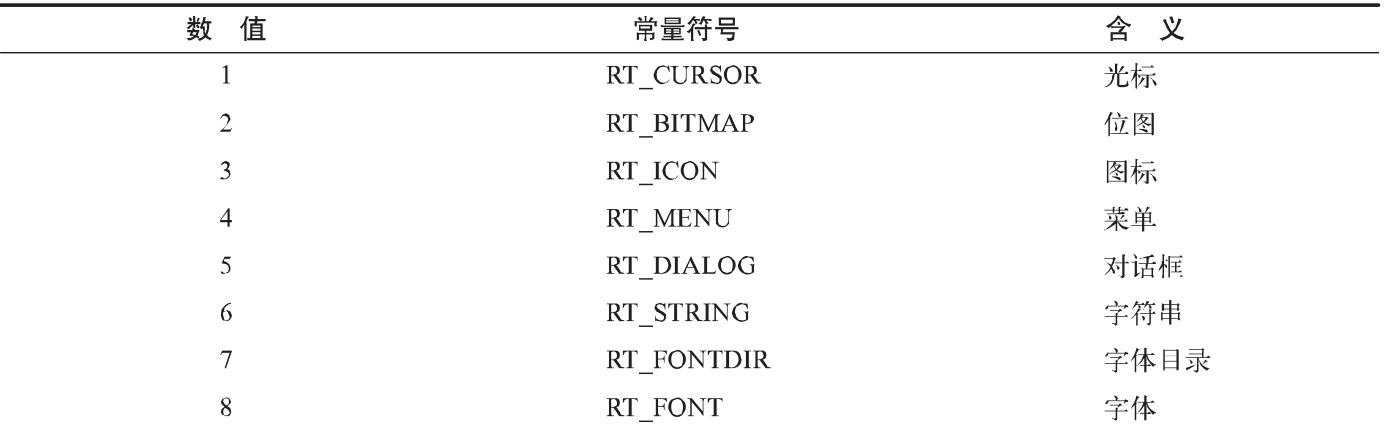 数 值 常量符号 含 义
1 RT_CURSOR 光标
2 RT_BITMAP 位图
3 RT_ICON 图标
4 RT_MENU 菜单
5 RT_DIALOG 对话框
6 RT_STRING 字符串
7 RT_FONTDIR 字体目录
8 RT_FONT 字体